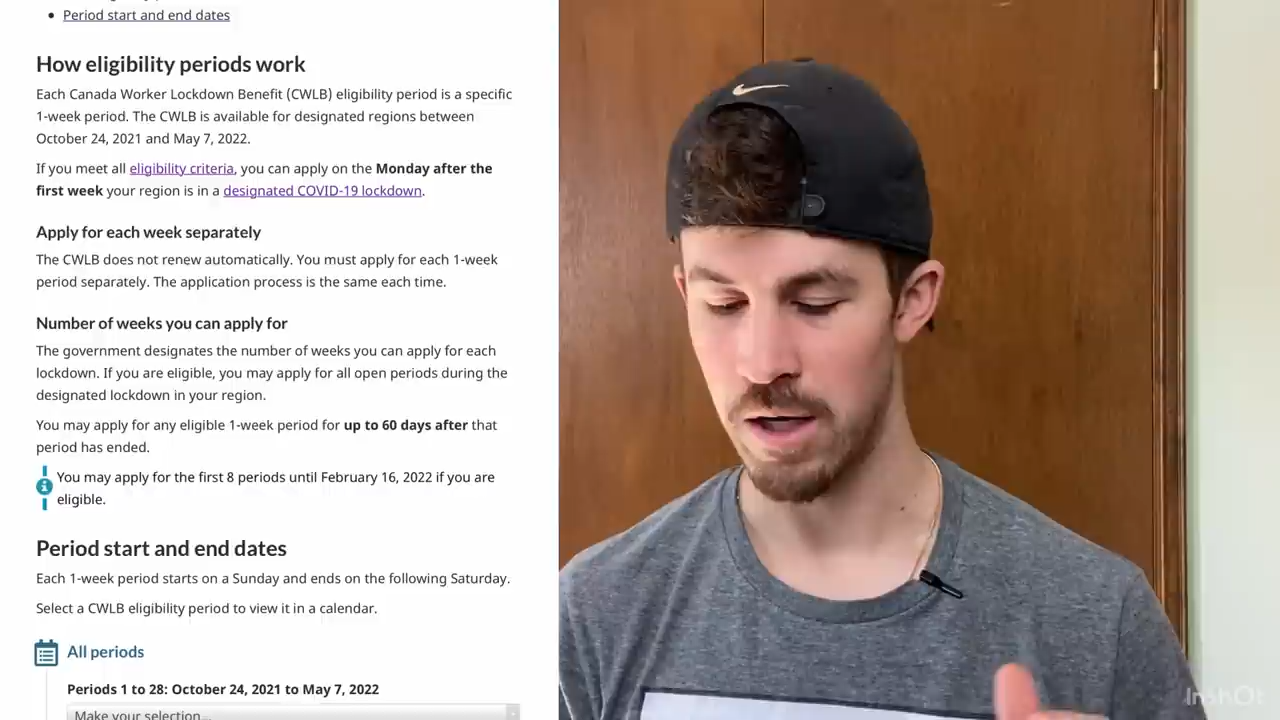 Period start and end dates
How eligibility periods work
Each Canada Worker Lockdown Benefit (CWLB) eligibility period is a specific
1-week period. The CWLB is available for designated regions between
October 24, 2021 and May 7, 2022.
If you meet all eligibility criteria, you can apply on the Monday after the
first week your region is in a designated COVID-19 lockdown.
Apply for each week separately
The CWLB does not renew automatically. You must apply for each 1-week
period separately. The application process is the same each time.
Number of weeks you can apply for
The government designates the number of weeks you can apply for each
lockdown. If you are eligible, you may apply for all open periods during the
designated lockdown in your region.
You may apply for any eligible 1-week period for up to 60 days after that
period has ended.
You may apply for the first 8 periods until February 16, 2022 if you are
eligible.
Period start and end dates
Each 1-week period starts on a Sunday and ends on the following Saturday.
Select a CWLB eligibility period to view it in a calendar.
All periods
Periods 1 to 28: October 24, 2021 to May 7, 2022
Make your selection...
InShOt